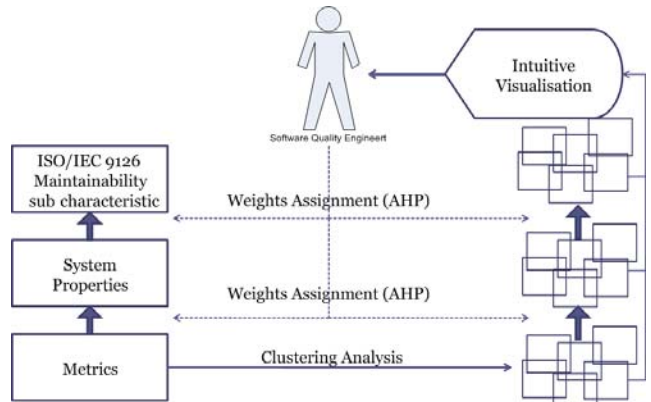 Intuitive
Visualisation
Software Quality Engineert
ISO/IEC 9126
Maintainability
sub characteristic
Weights Assignment (AHP)
System
Properties
Weights Assignment (AHP)
Metrics
Clustering Analysis